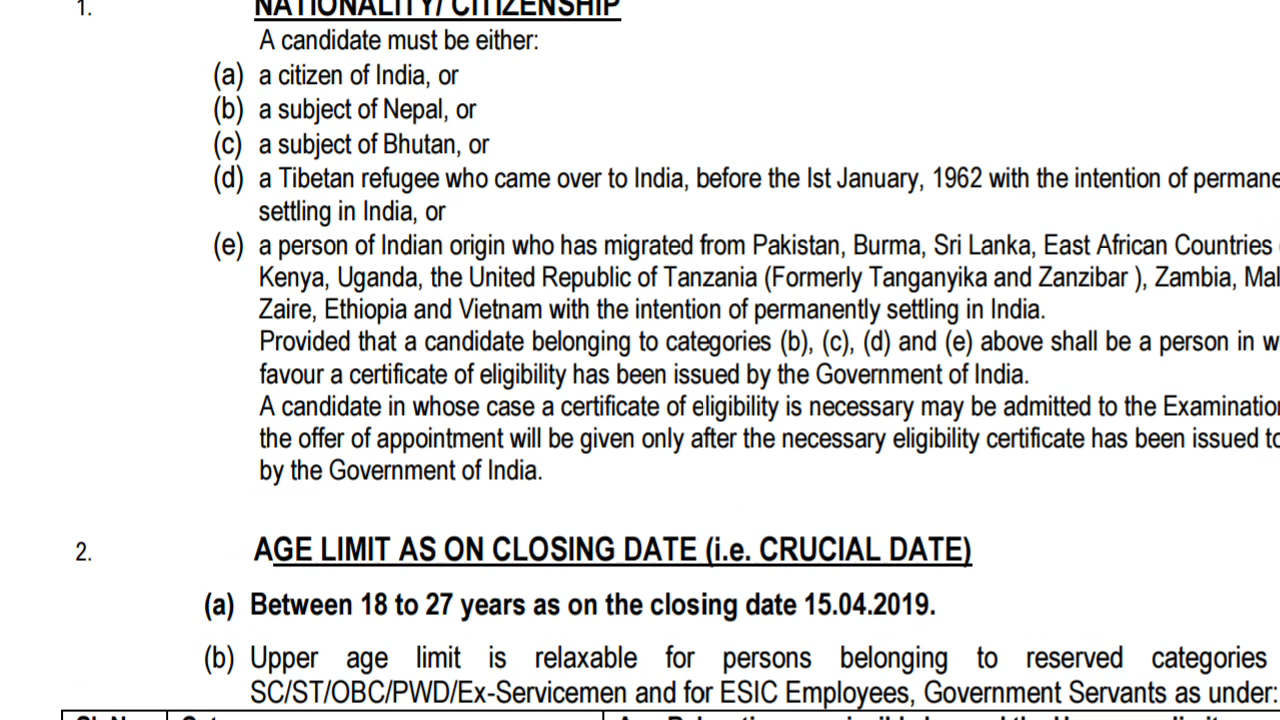 1. NATIONALITY/ CITIZENSHIP
A candidate must be either:
(a) a citizen of India, or
(b) a subject of Nepal, or
(c) a subject of Bhutan, or
(d) a Tibetan refugee who came over to India, before the Ist January, 1962 with the intention of permane
settling in India, or
(e) a person of Indian origin who has migrated from Pakistan, Burma, Sri Lanka, East African Countries
Kenya, Uganda, the United Republic of Tanzania (Formerly Tanganyika and Zanzibar ), Zambia, Mal
Zaire, Ethiopia and Vietnam with the intention of permanently settling in India.
Provided that a candidate belonging to categories (b), (c), (d) and (e) above shall be a person in w
favour a certificate of eligibility has been issued by the Government of India.
A candidate in whose case a certificate of eligibility is necessary may be admitted to the Examination
the offer of appointment will be given only after the necessary eligibility certificate has been issued to
by the Government of India.
2. AGE LIMIT AS ON CLOSING DATE (i.e. CRUCIAL DATE)
(a) Between 18 to 27 years as on the closing date 15.04.2019.
(b) Upper age limit is relaxable for persons belonging to reserved categories
SC/ST/OBC/PWD/Ex-Servicemen and for ESIC Employees, Government Servants as under: